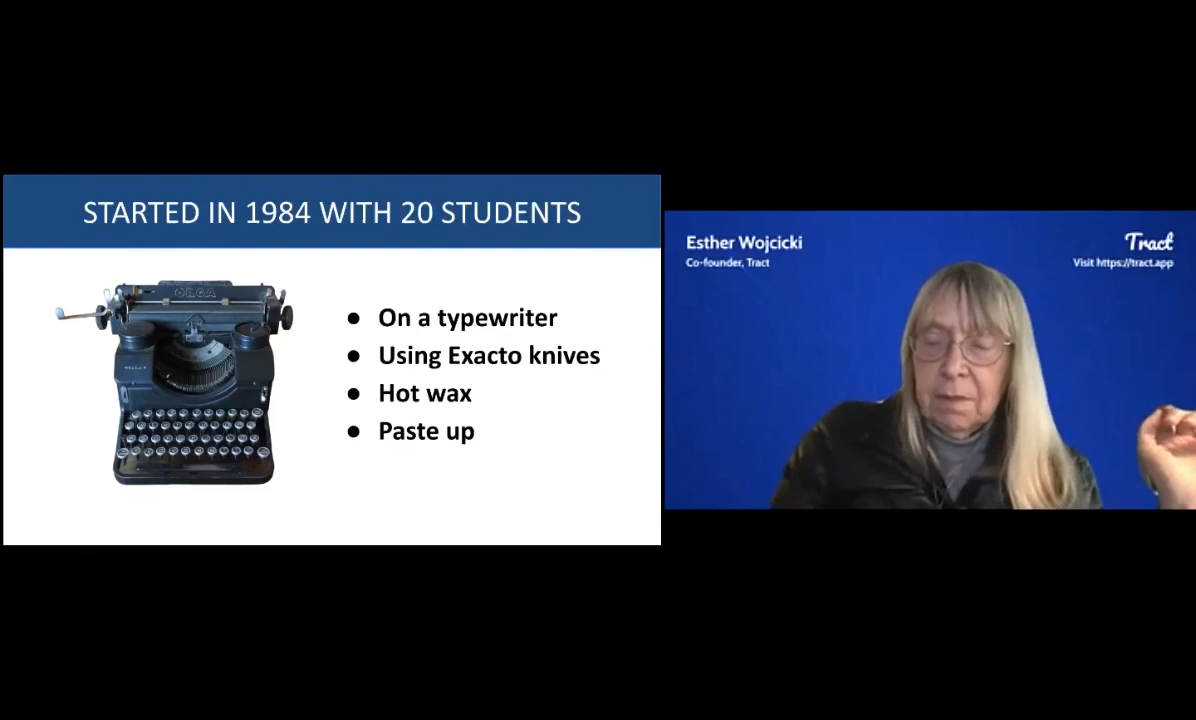 STARTED IN 1984 WITH 20 STUDENTS
On a typewriter
Using Exacto knives
Hot wax
Paste up
Esther Wojcicki
Co-founder, Tract
Tract
Visit https://tract.app